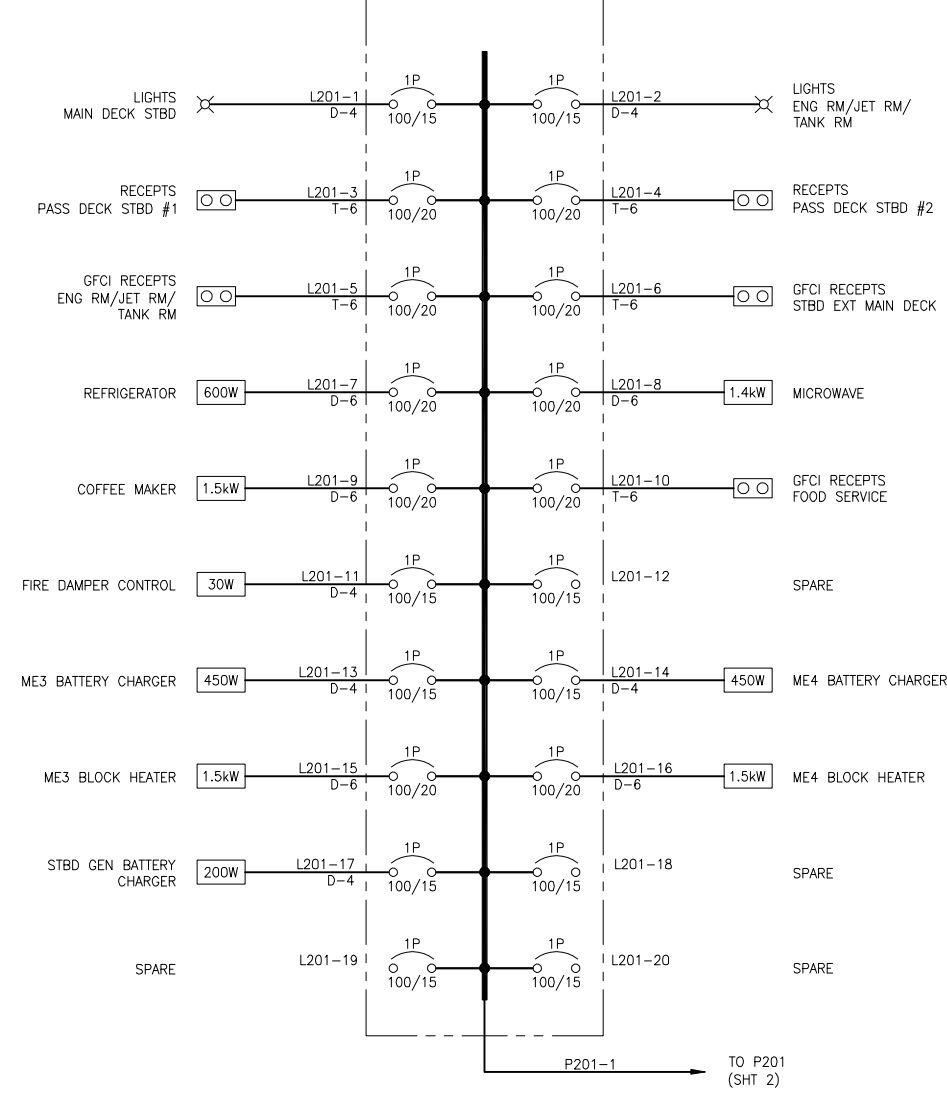 1P 1P
LIGHTS
MAIN DECK STBD
L201-1
D-4
100/15
100/15
L201-2
D-4
LIGHTS
ENG RM/JET RM/
TANK RM
1P 1P
RECEPTS
PASS DECK STBD #1
L201-3
T-6
100/20
100/20
L201-4
T-6
RECEPTS
PASS DECK STBD #2
1P 1P
GFCI RECEPTS
ENG RM/JET RM/
TANK RM
L201-5
T-6
100/20
100/20
L201-6
T-6
GFCI RECEPTS
STBD EXT MAIN DECK
1P 1P
REFRIGERATOR
600W
L201-7
D-6
100/20
100/20
L201-8
D-6
1.4kW
MICROWAVE
1P 1P
COFFEE MAKER
1.5kW
L201-9
D-6
100/20
100/20
L201-10
T-6
GFCI RECEPTS
FOOD SERVICE
1P 1P
FIRE DAMPER CONTROL
30W
L201-11
D-4
100/15
100/15
L201-12
SPARE
1P 1P
ME3 BATTERY CHARGER
450W
L201-13
D-4
100/15
100/15
L201-14
D-4
450W
ME4 BATTERY CHARGER
1P 1P
ME3 BLOCK HEATER
1.5kW
L201-15
D-6
100/20
100/20
L201-16
D-6
1.5kW
ME4 BLOCK HEATER
1P 1P
STBD GEN BATTERY
CHARGER
200W
L201-17
D-4
100/15
100/15
L201-18
SPARE
1P 1P
SPARE
L201-19
100/15
100/15
L201-20
SPARE
P201-1
TO P201
(SHT 2)